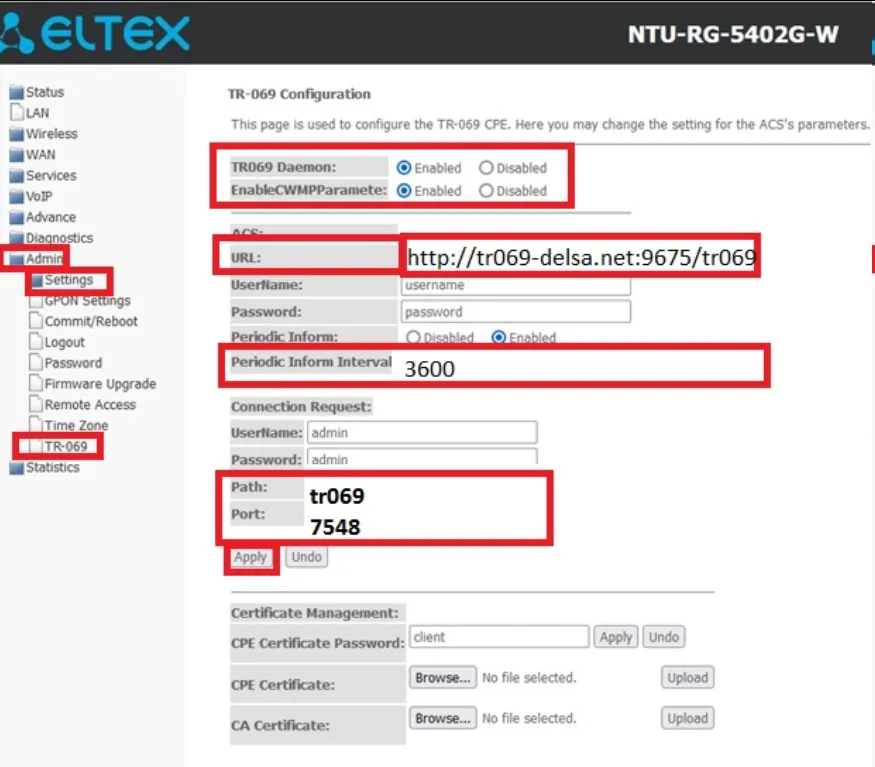 ELTEX
NTU-RG-5402G-W
Status
LAN
Wireless
WAN
Services
VoIP
Advance
Diagnostics
Admin
Settings
GPON Settings
Commit/Reboot
Logout
Password
Firmware Upgrade
Remote Access
Time Zone
TR-069
Statistics
TR-069 Configuration
This page is used to configure the TR-069 CPE. Here you may change the setting for the ACS's parameters.
TR069 Daemon: Enabled Disabled
EnableCWMPParamete: Enabled Disabled
ACS:
URL: http://tr069-delsa.net:9675/tr069
UserName: username
Password: password
Periodic Inform: Disabled Enabled
Periodic Inform Interval 3600
Connection Request:
UserName: admin
Password: admin
Path: tr069
Port: 7548
Apply Undo
Certificate Management:
CPE Certificate Password: client Apply Undo
CPE Certificate: Browse... No file selected. Upload
CA Certificate: Browse... No file selected. Upload